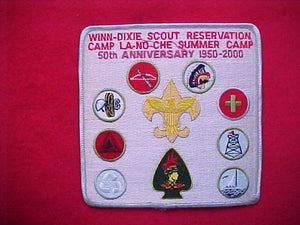 WINN-DIXIE SCOUT RESERVATION
CAMP LA-NO-CHE SUMMER CAMP
50th ANNIVERSARY 1950-2000